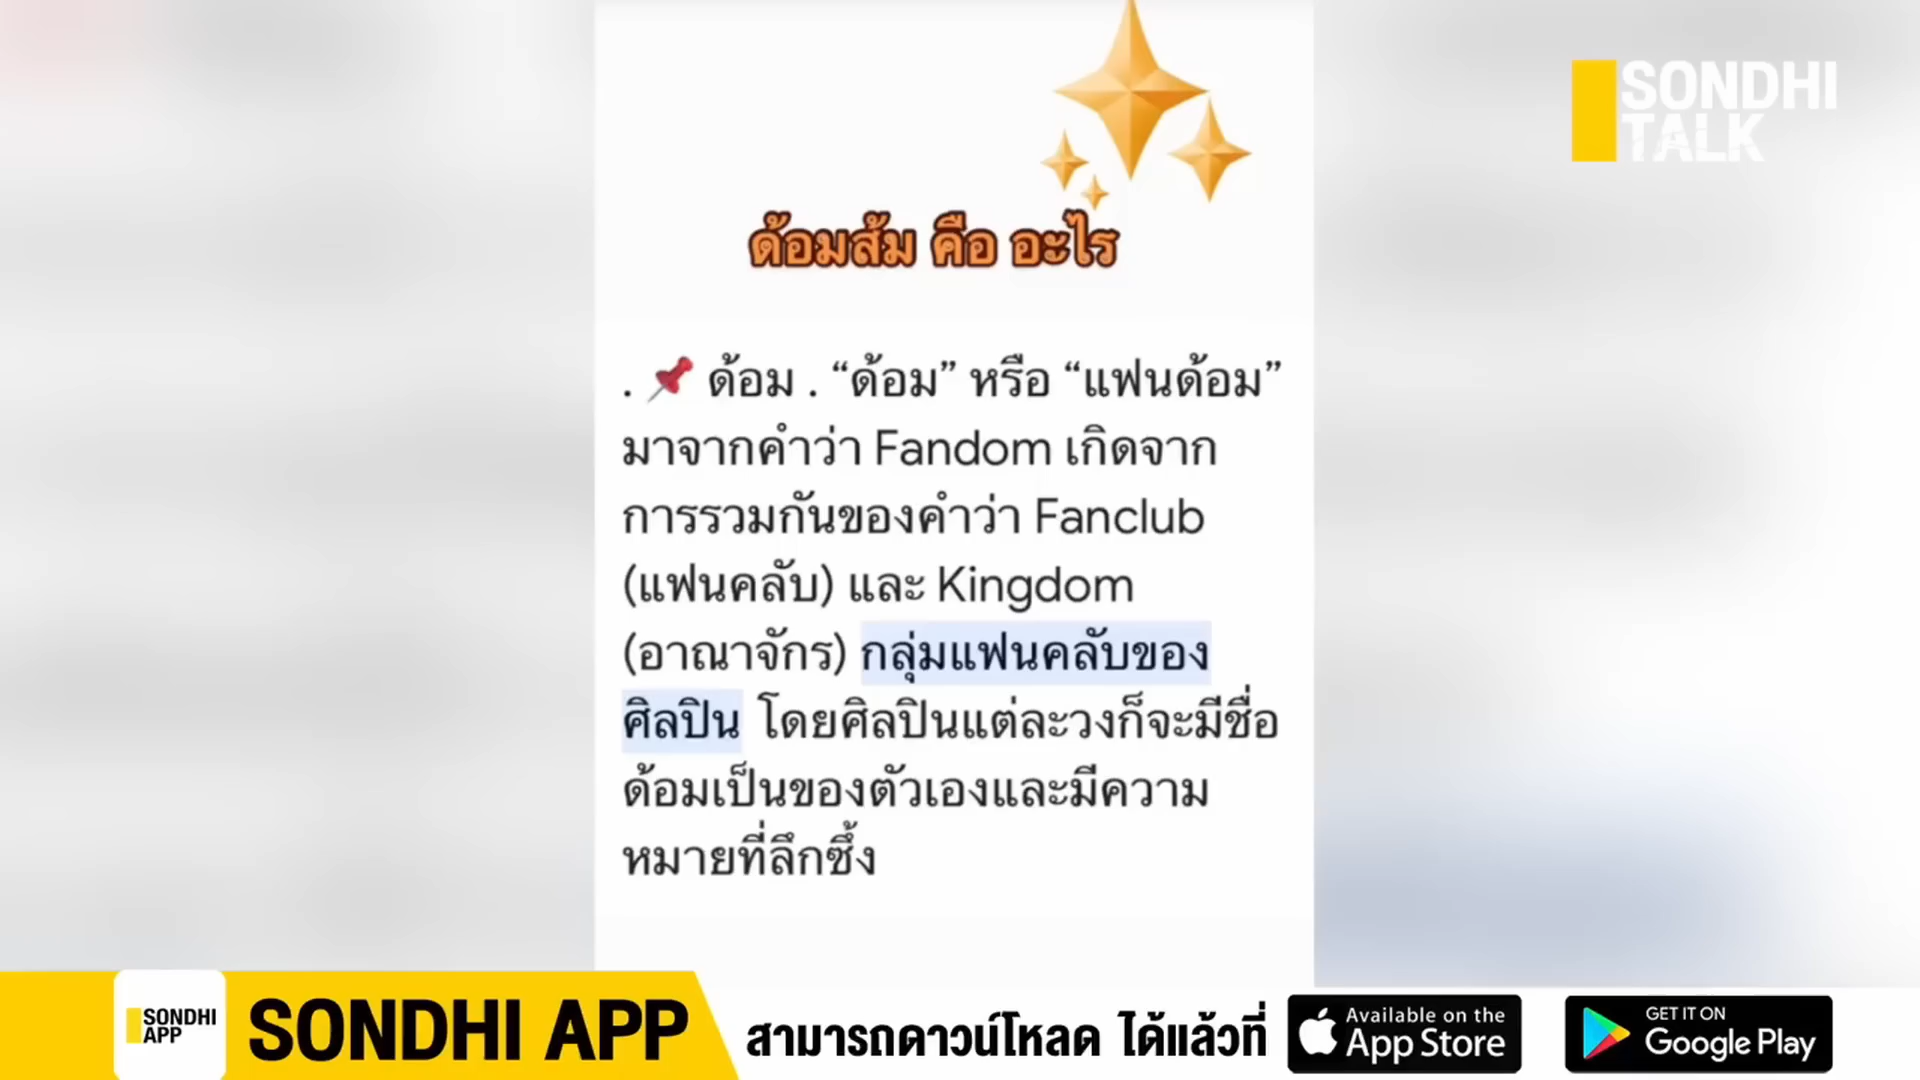 SONDHI
TALK
ด้อมส้ม คือ อะไร
. 📌 ด้อม . “ด้อม” หรือ “แฟนด้อม”
มาจากคำว่า Fandom เกิดจาก
การรวมกันของคำว่า Fanclub
(แฟนคลับ) และ Kingdom
(อาณาจักร) กลุ่มแฟนคลับของ
ศิลปิน โดยศิลปินแต่ละวงก็จะมีชื่อ
ด้อมเป็นของตัวเองและมีความ
หมายที่ลึกซึ้ง
SONDHI
APP
SONDHI APP
สามารถดาวน์โหลด ได้แล้วที่
Available on the
App Store
GET IT ON
Google Play